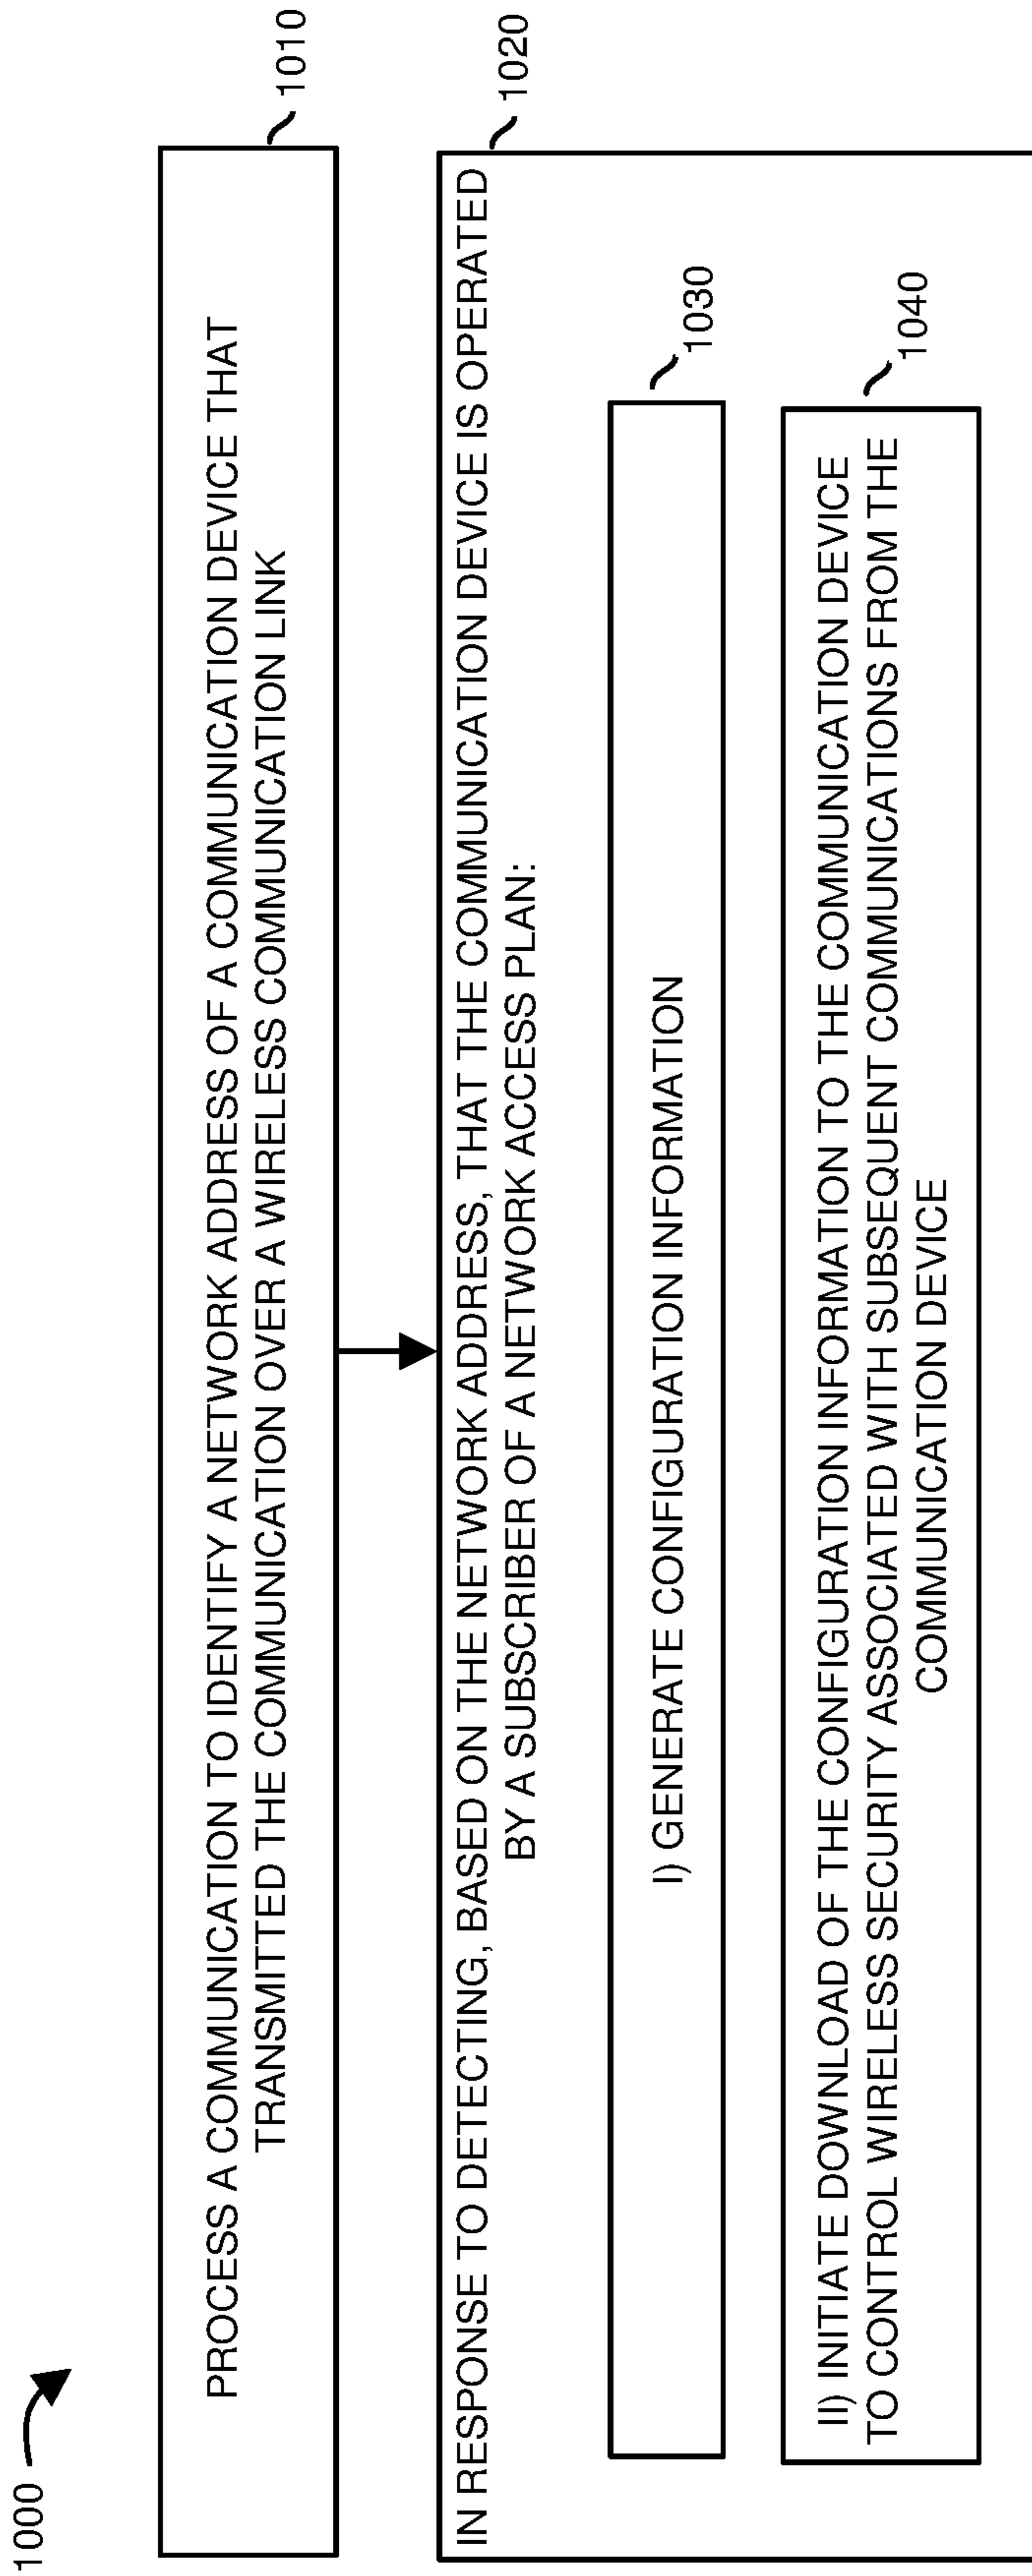 1000
PROCESS A COMMUNICATION TO IDENTIFY A NETWORK ADDRESS OF A COMMUNICATION DEVICE THAT
TRANSMITTED THE COMMUNICATION OVER A WIRELESS COMMUNICATION LINK
1010
IN RESPONSE TO DETECTING, BASED ON THE NETWORK ADDRESS, THAT THE COMMUNICATION DEVICE IS OPERATED
BY A SUBSCRIBER OF A NETWORK ACCESS PLAN:
1020
I) GENERATE CONFIGURATION INFORMATION
1030
II) INITIATE DOWNLOAD OF THE CONFIGURATION INFORMATION TO THE COMMUNICATION DEVICE
TO CONTROL WIRELESS SECURITY ASSOCIATED WITH SUBSEQUENT COMMUNICATIONS FROM THE
COMMUNICATION DEVICE
1040